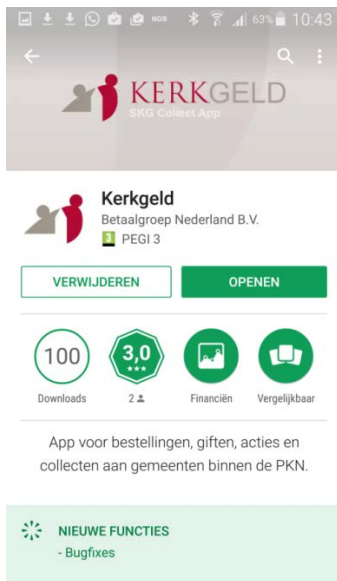 NOS 63% 10:43
KERKGELD
SKG Collect App
Kerkgeld
Betaalgroep Nederland B.V.
3 PEGI 3
VERWIJDEREN OPENEN
100 3,0
Downloads 2 Financiën Vergelijkbaar
App voor bestellingen, giften, acties en
collecten aan gemeenten binnen de PKN.
NIEUWE FUNCTIES
- Bugfixes